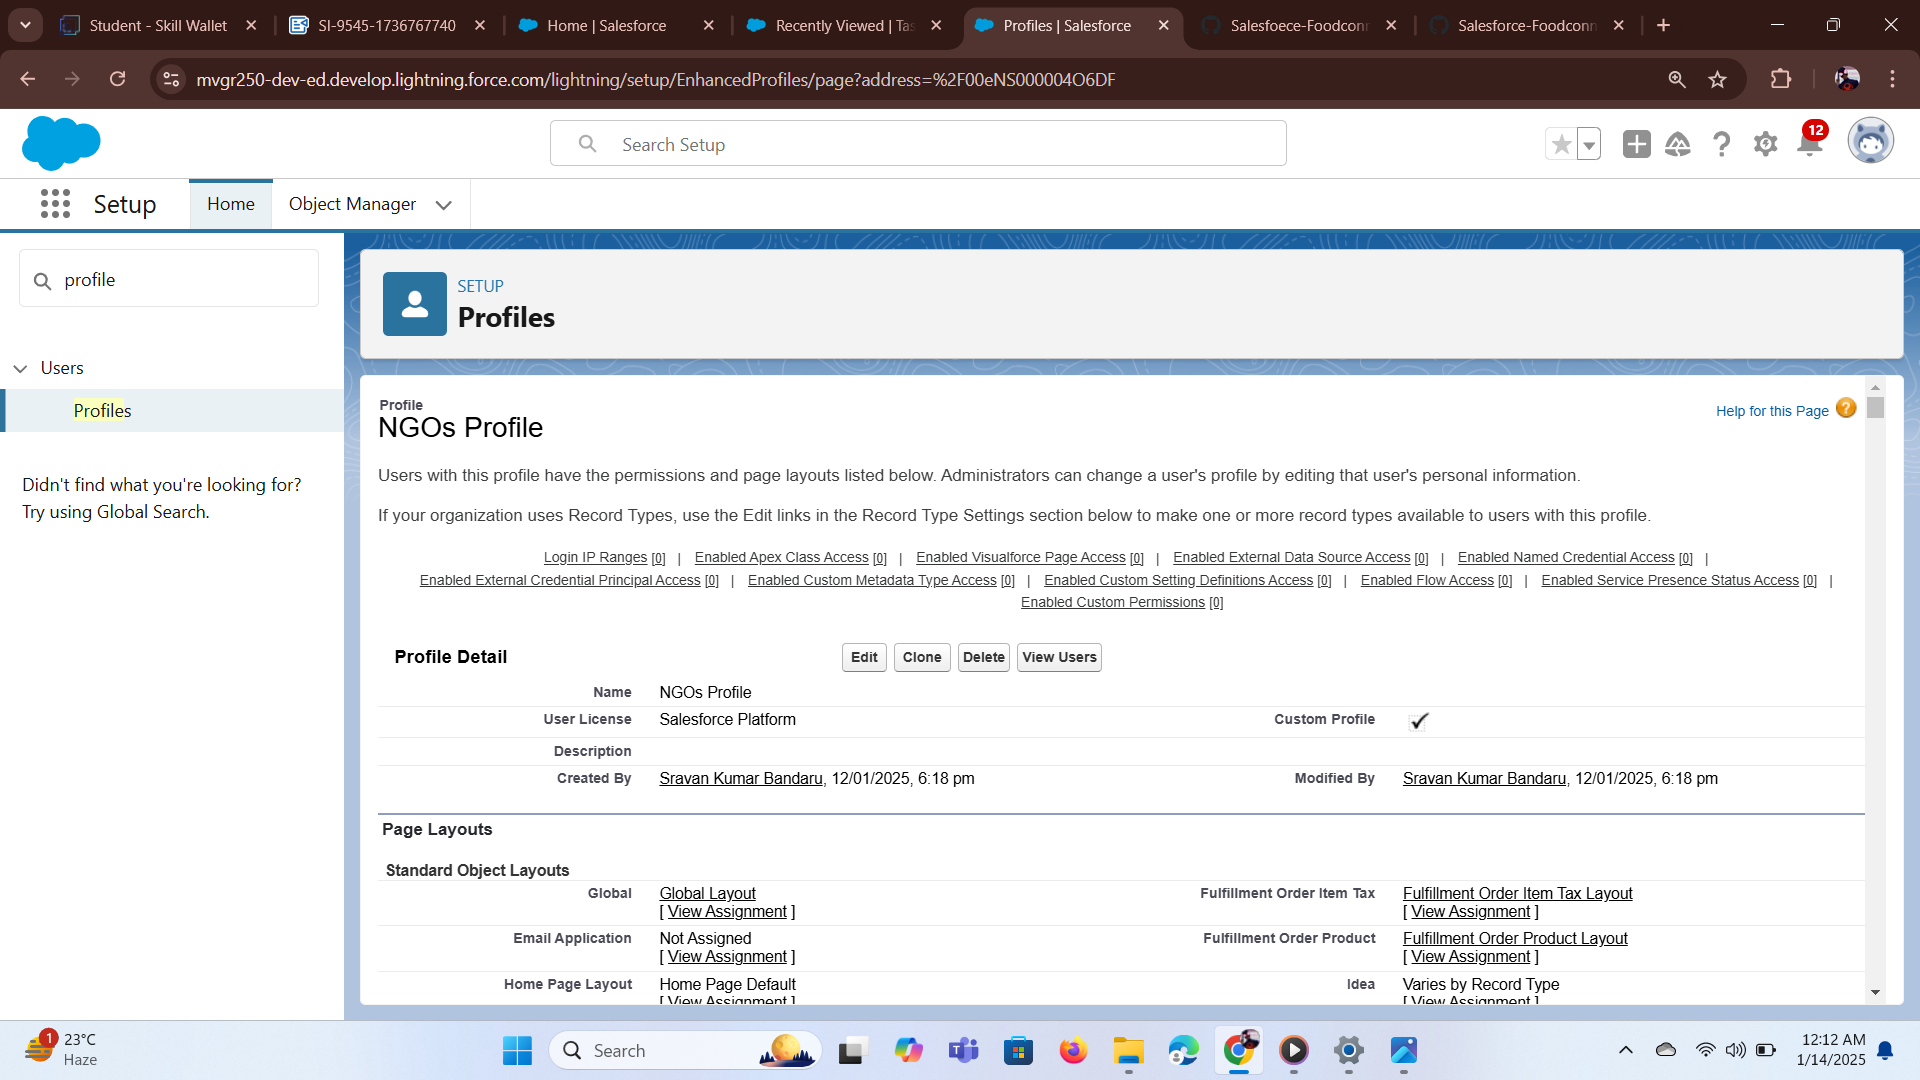 Student - Skill Wallet
SI-9545-1736767740
Home | Salesforce
Recently Viewed | Tas
Profiles | Salesforce
Salesfoece-Foodconn
Salesforce-Foodconn
mvgr250-dev-ed.develop.lightning.force.com/lightning/setup/EnhancedProfiles/page?address=%2F00eNS000004O6DF
Search Setup
12
Setup
Home
Object Manager
profile
Users
Profiles
Didn't find what you're looking for?
Try using Global Search.
SETUP
Profiles
Profile
NGOs Profile
Help for this Page
Users with this profile have the permissions and page layouts listed below. Administrators can change a user's profile by editing that user's personal information.
If your organization uses Record Types, use the Edit links in the Record Type Settings section below to make one or more record types available to users with this profile.
Login IP Ranges [0] | Enabled Apex Class Access [0] | Enabled Visualforce Page Access [0] | Enabled External Data Source Access [0] | Enabled Named Credential Access [0] |
Enabled External Credential Principal Access [0] | Enabled Custom Metadata Type Access [0] | Enabled Custom Setting Definitions Access [0] | Enabled Flow Access [0] | Enabled Service Presence Status Access [0] |
Enabled Custom Permissions [0]
Profile Detail
Edit Clone Delete View Users
Name NGOs Profile
User License Salesforce Platform Custom Profile
Description
Created By Sravan Kumar Bandaru, 12/01/2025, 6:18 pm Modified By Sravan Kumar Bandaru, 12/01/2025, 6:18 pm
Page Layouts
Standard Object Layouts
Global Global Layout Fulfillment Order Item Tax Fulfillment Order Item Tax Layout
[ View Assignment ] [ View Assignment ]
Email Application Not Assigned Fulfillment Order Product Fulfillment Order Product Layout
[ View Assignment ] [ View Assignment ]
Home Page Layout Home Page Default Idea Varies by Record Type
[ View Assignment ] [ View Assignment ]
1
23°C
Haze
Search
12:12 AM
1/14/2025